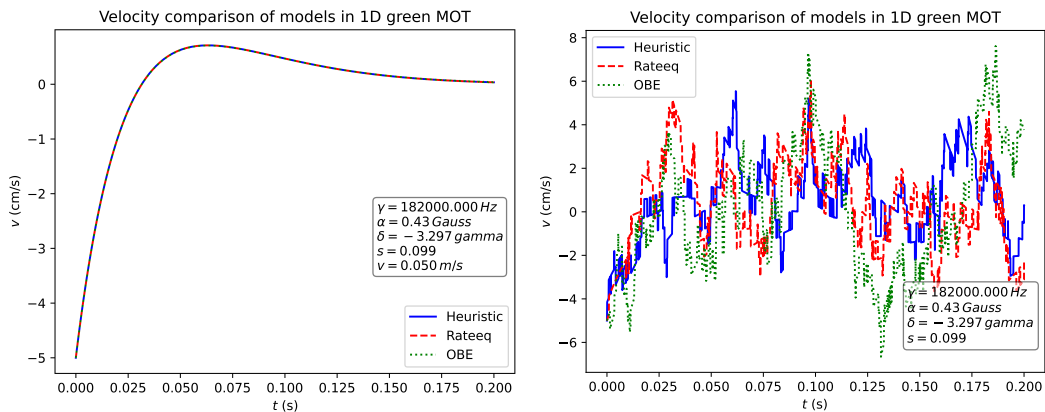 Velocity comparison of models in 1D green MOT
v (cm/s)
0
−1
−2
−3
−4
−5
γ = 182000.000 Hz
α = 0.43 Gauss
δ = − 3.297 gamma
s = 0.099
v = 0.050 m/s
Heuristic
Rateeq
OBE
0.000 0.025 0.050 0.075 0.100 0.125 0.150 0.175 0.200
t (s)
Velocity comparison of models in 1D green MOT
v (cm/s)
8
6
4
2
0
−2
−4
−6
Heuristic
Rateeq
OBE
γ = 182000.000 Hz
α = 0.43 Gauss
δ = − 3.297 gamma
s = 0.099
0.000 0.025 0.050 0.075 0.100 0.125 0.150 0.175 0.200
t (s)